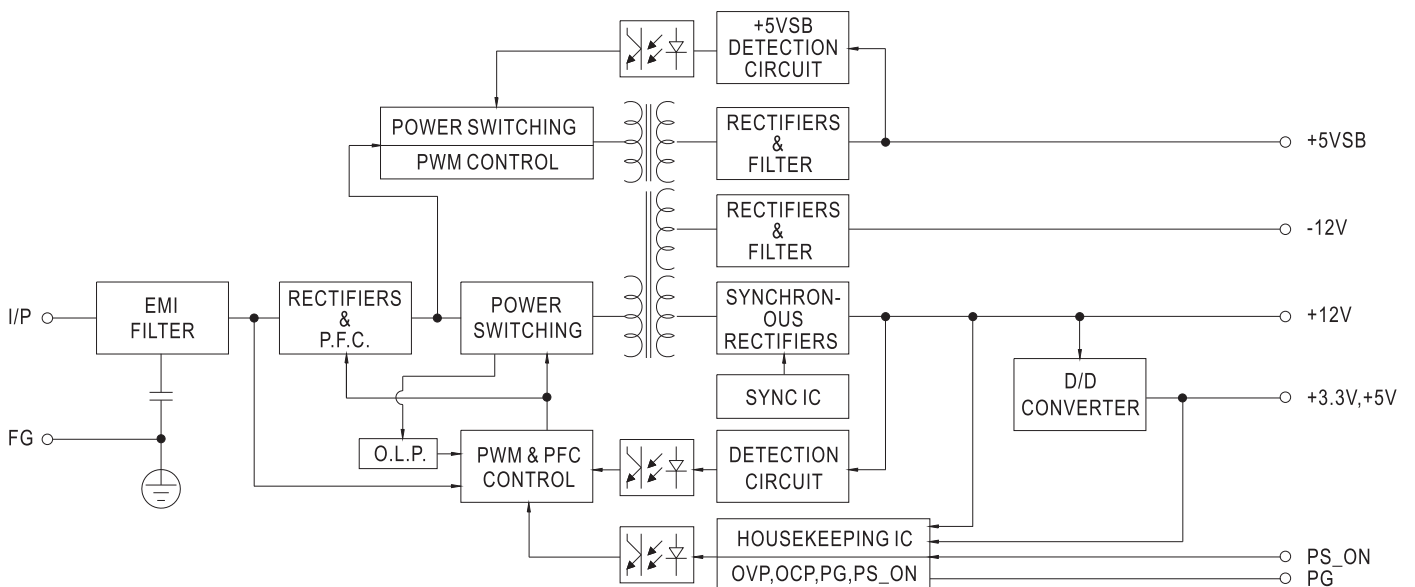 +5VSB
DETECTION
CIRCUIT
POWER SWITCHING
PWM CONTROL
RECTIFIERS
&
FILTER
+5VSB
RECTIFIERS
&
FILTER
-12V
I/P
EMI
FILTER
RECTIFIERS
&
P.F.C.
POWER
SWITCHING
SYNCHRON-
OUS
RECTIFIERS
+12V
SYNC IC
D/D
CONVERTER
+3.3V,+5V
FG
O.L.P.
PWM & PFC
CONTROL
DETECTION
CIRCUIT
HOUSEKEEPING IC
OVP,OCP,PG,PS_ON
PS_ON
PG